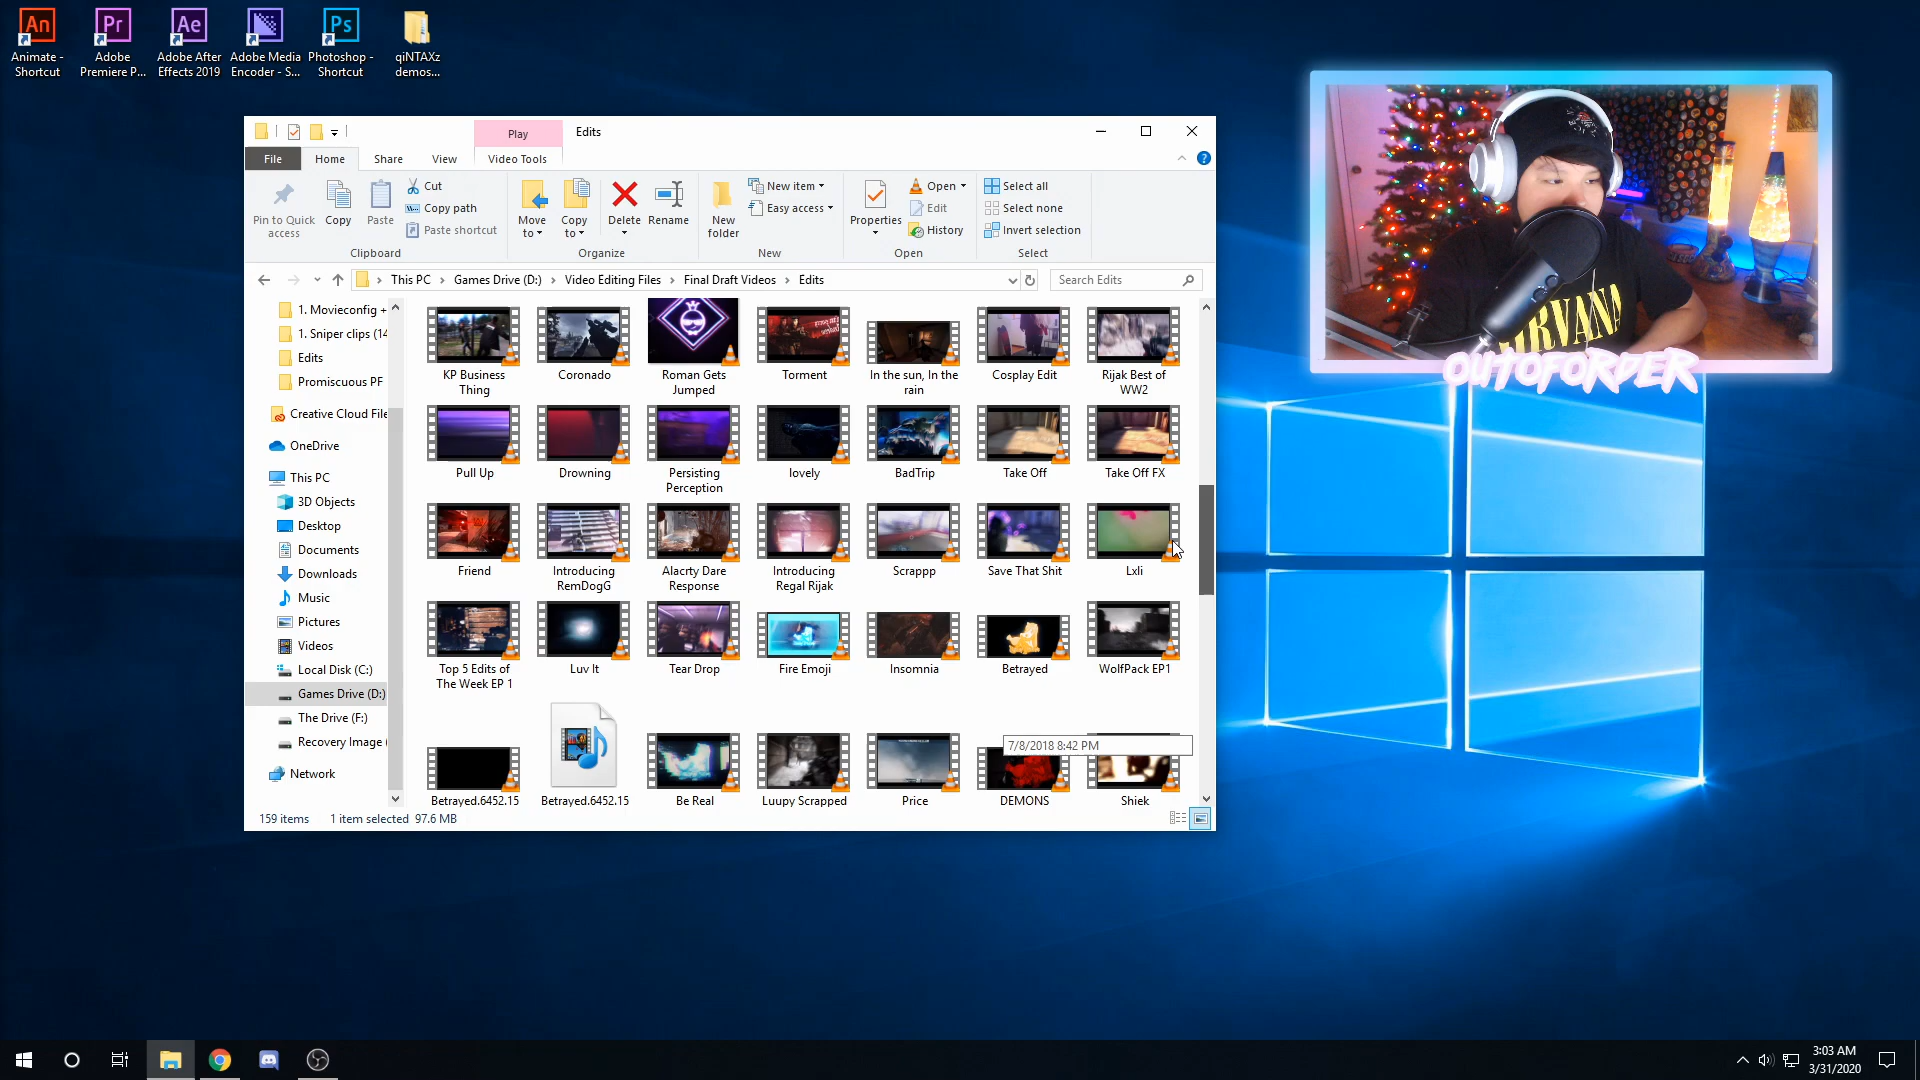 An
Pr
Ae
Ps
Animate -
Shortcut
Adobe
Premiere P...
Adobe After
Effects 2019
Adobe Media
Encoder - S...
Photoshop -
Shortcut
qiNTAXz
demos...
Play
Edits
File
Home
Share
View
Video Tools
Pin to Quick
access
Copy
Paste
Cut
Copy path
Paste shortcut
Clipboard
Move
to
Copy
to
Delete
Rename
Organize
New
folder
New item
Easy access
New
Properties
Open
Edit
History
Open
Select all
Select none
Invert selection
Select
This PC
Games Drive (D:)
Video Editing Files
Final Draft Videos
Edits
Search Edits
1. Movieconfig +
1. Sniper clips (14
Edits
Promiscuous PF
Creative Cloud File
OneDrive
This PC
3D Objects
Desktop
Documents
Downloads
Music
Pictures
Videos
Local Disk (C:)
Games Drive (D:)
The Drive (F:)
Recovery Image (
Network
KP Business
Thing
Coronado
Roman Gets
Jumped
Torment
In the sun, In the
rain
Cosplay Edit
Rijak Best of
WW2
Pull Up
Drowning
Persisting
Perception
lovely
BadTrip
Take Off
Take Off FX
Friend
Introducing
RemDogG
Alacrty Dare
Response
Introducing
Regal Rijak
Scrappp
Save That Shit
Lxli
Top 5 Edits of
The Week EP 1
Luv It
Tear Drop
Fire Emoji
Insomnia
Betrayed
WolfPack EP1
7/8/2018 8:42 PM
Betrayed.6452.15
Betrayed.6452.15
Be Real
Luupy Scrapped
Price
DEMONS
Shiek
159 items
1 item selected
97.6 MB
NIRVANA
OUTOFORDER
3:03 AM
3/31/2020